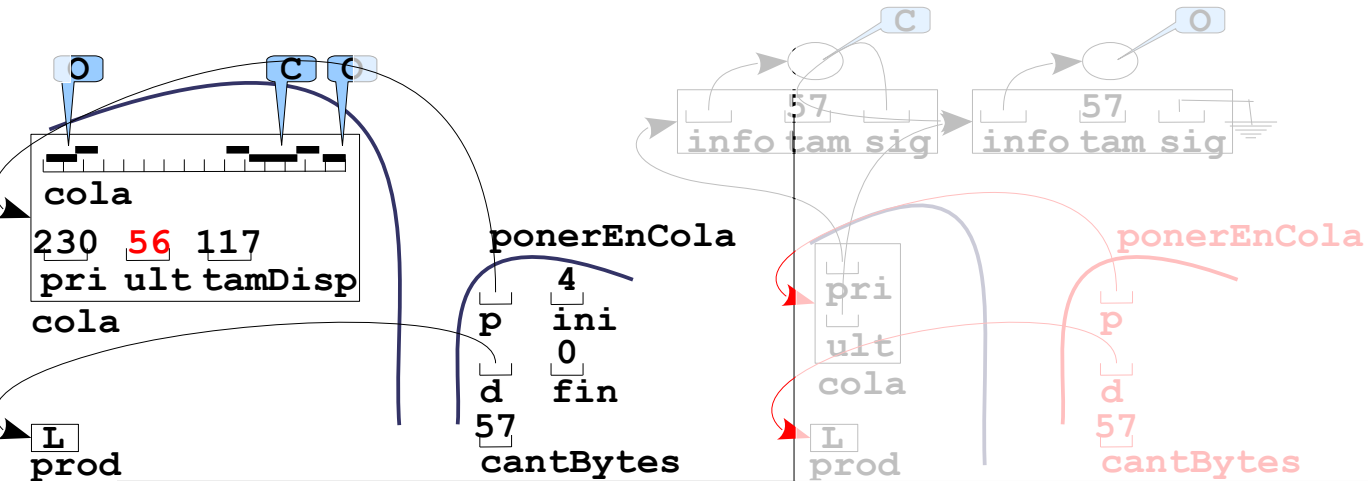 C O
O C O
57 57
info tam sig info tam sig
cola
230 56 117
pri ult tamDisp
cola
ponerEnCola
4
p ini
0
d fin
57
cantBytes
L
prod
pri
ult
cola
L
prod
ponerEnCola
p
d
57
cantBytes